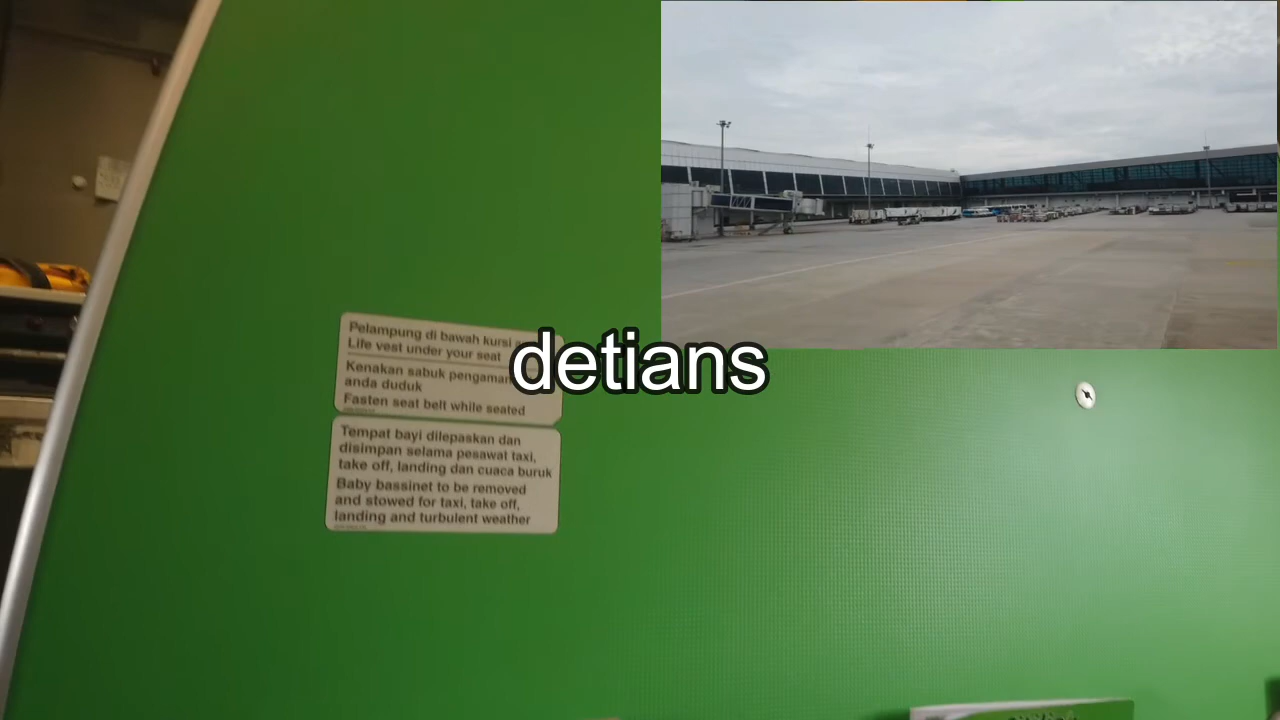 Pelampung di bawah kursi
Life vest under your seat
Kenakan sabuk pengaman
anda duduk
Fasten seat belt while seated
detians
Tempat bayi dilepaskan dan
disimpan selama pesawat taxi,
take off, landing dan cuaca buruk
Baby bassinet to be removed
and stowed for taxi, take off,
landing and turbulent weather